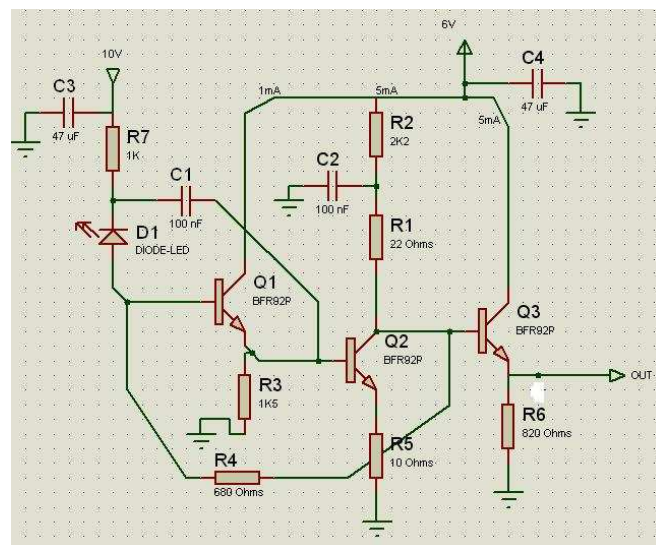 6V
10V
C3
47 uF
R7
1K
C1
100 nF
D1
DIODE-LED
1mA
5mA
C4
47 uF
5mA
R2
2K2
C2
100 nF
R1
22 Ohms
Q1
BFR92P
Q2
BFR92P
Q3
BFR92P
OUT
R3
1K5
R4
680 Ohms
R5
10 Ohms
R6
820 Ohms